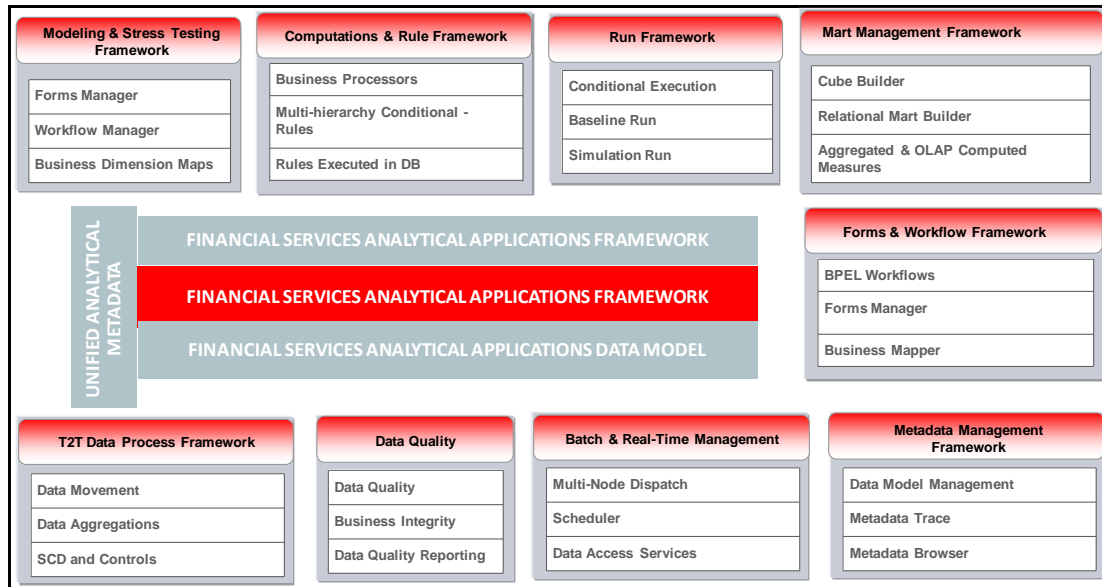 Modeling & Stress Testing
Framework
Forms Manager
Workflow Manager
Business Dimension Maps
Computations & Rule Framework
Business Processors
Multi-hierarchy Conditional -
Rules
Rules Executed in DB
Run Framework
Conditional Execution
Baseline Run
Simulation Run
Mart Management Framework
Cube Builder
Relational Mart Builder
Aggregated & OLAP Computed
Measures
UNIFIED ANALYTICAL
METADATA
FINANCIAL SERVICES ANALYTICAL APPLICATIONS FRAMEWORK
FINANCIAL SERVICES ANALYTICAL APPLICATIONS FRAMEWORK
FINANCIAL SERVICES ANALYTICAL APPLICATIONS DATA MODEL
Forms & Workflow Framework
BPEL Workflows
Forms Manager
Business Mapper
T2T Data Process Framework
Data Movement
Data Aggregations
SCD and Controls
Data Quality
Data Quality
Business Integrity
Data Quality Reporting
Batch & Real-Time Management
Multi-Node Dispatch
Scheduler
Data Access Services
Metadata Management
Framework
Data Model Management
Metadata Trace
Metadata Browser